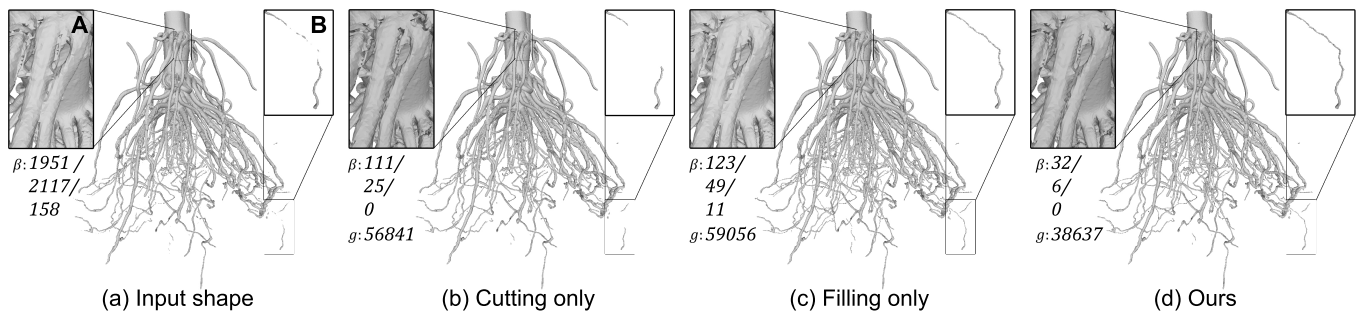 A
B
β:1951/
2117/
158
(a) Input shape
β:111/
25/
0
g:56841
(b) Cutting only
β:123/
49/
11
g:59056
(c) Filling only
β:32/
6/
0
g:38637
(d) Ours